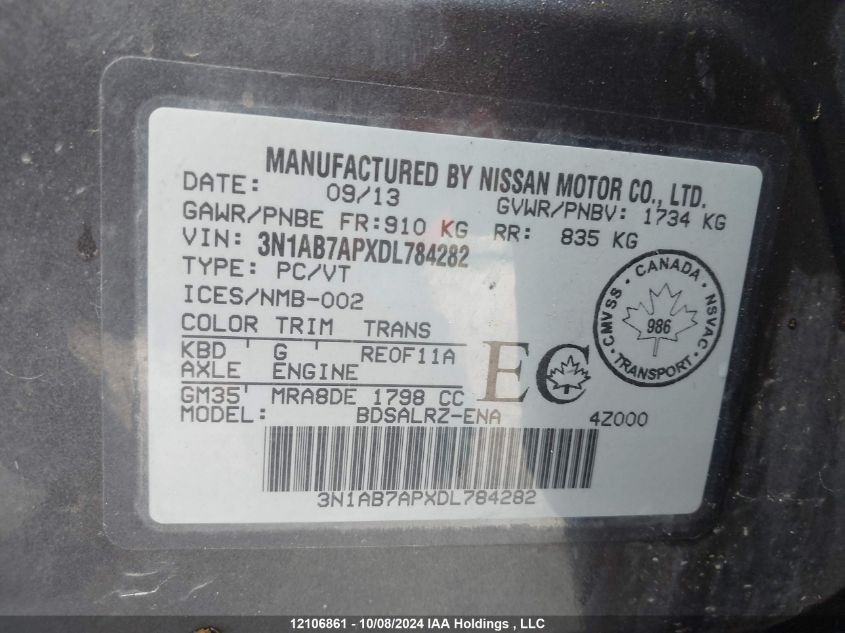 MANUFACTURED BY NISSAN MOTOR CO., LTD.
DATE: 09/13 GVWR/PNBV: 1734 KG
GAWR/PNBE FR:910 KG RR: 835 KG
VIN: 3N1AB7APXDL784282
TYPE: PC/VT
ICES/NMB-002
COLOR TRIM TRANS
KBD ' G ' RE0F11A
AXLE ENGINE
GM35' MRA8DE 1798 CC
MODEL: BDSALRZ-ENA 4Z000
3N1AB7APXDL784282
EC
CANADA
CMVSS · NSVAC
986
TRANSPORT
12106861 - 10/08/2024 IAA Holdings , LLC